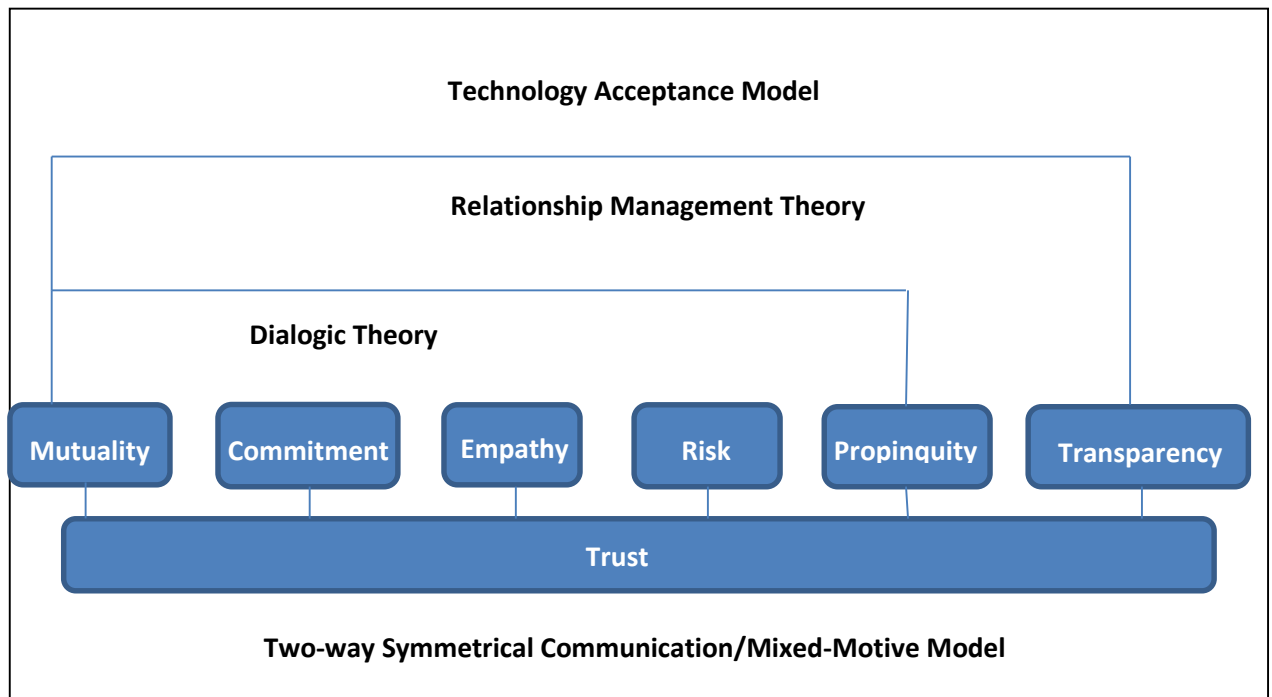 Technology Acceptance Model
Relationship Management Theory
Dialogic Theory
Mutuality
Commitment
Empathy
Risk
Propinquity
Transparency
Trust
Two-way Symmetrical Communication/Mixed-Motive Model